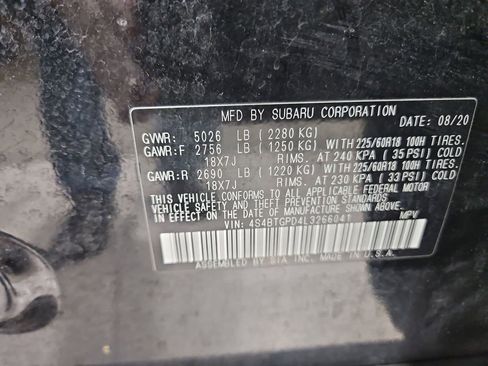 MFD BY SUBARU CORPORATION DATE: 08/20
GVWR: 5026 LB ( 2280 KG)
GAWR:F 2756 LB ( 1250 KG) WITH 225/60R18 100H TIRES.
18X7J RIMS. AT 240 KPA ( 35 PSI) COLD
GAWR:R 2690 LB ( 1220 KG) WITH 225/60R18 100H TIRES.
18X7J RIMS. AT 230 KPA ( 33 PSI) COLD
THIS VEHICLE CONFORMS TO ALL APPLICABLE FEDERAL MOTOR
VEHICLE SAFETY AND THEFT PREVENTION STANDARDS
IN EFFECT ON THE DATE OF MANUFACTURE SHOWN ABOVE.
VIN: 4S4BTGPD4L3266041 MPV
ASSEMBLED BY SIA, INC. MADE IN U.S.A.